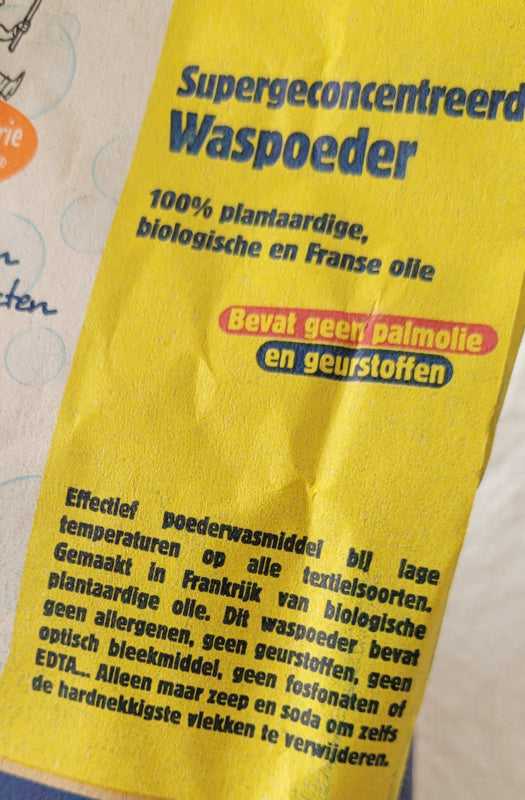 Supergeconcentreerd
Waspoeder
100% plantaardige,
biologische en Franse olie
Bevat geen palmolie
en geurstoffen
Effectief poederwasmiddel bij lage
temperaturen op alle textielsoorten.
Gemaakt in Frankrijk van biologische
plantaardige olie. Dit waspoeder bevat
geen allergenen, geen geurstoffen, geen
optisch bleekmiddel, geen fosfonaten of
EDTA... Alleen maar zeep en soda om zelfs
de hardnekkigste vlekken te verwijderen.